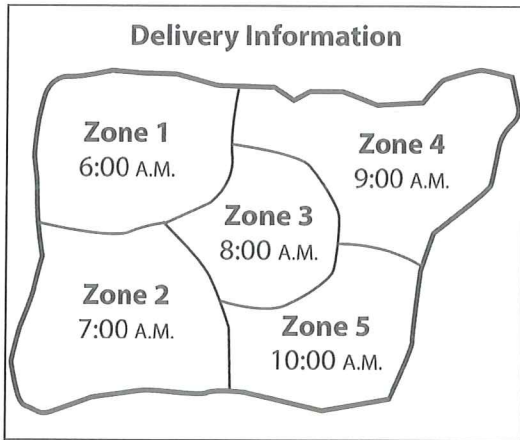 Delivery Information
Zone 1
6:00 A.M.
Zone 4
9:00 A.M.
Zone 3
8:00 A.M.
Zone 2
7:00 A.M.
Zone 5
10:00 A.M.